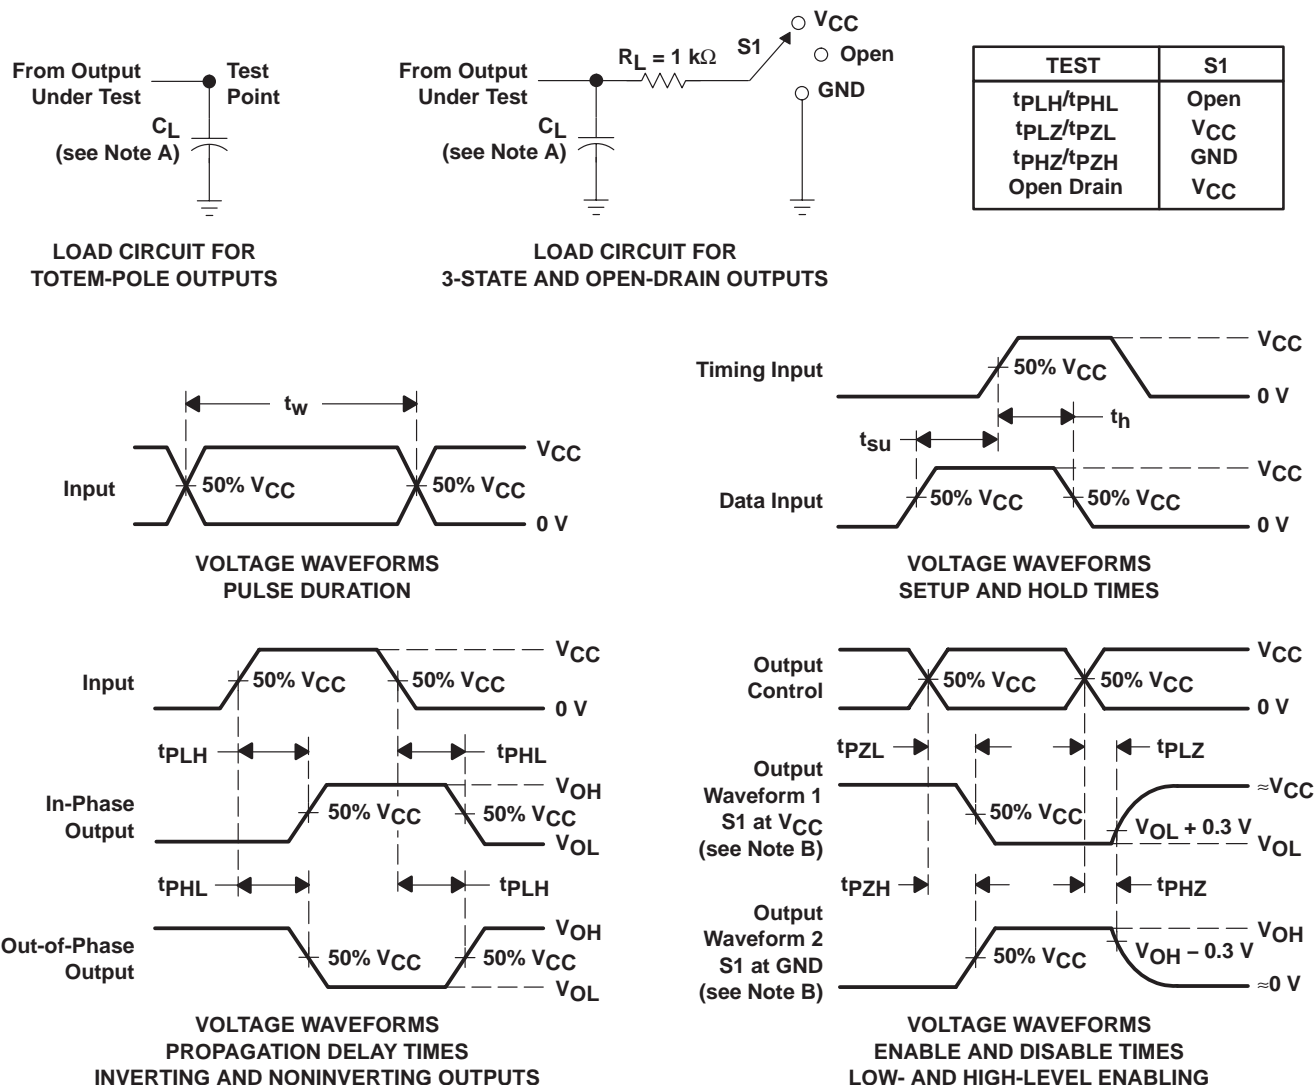 From Output
Under Test
Test
Point
CL
(see Note A)
LOAD CIRCUIT FOR
TOTEM-POLE OUTPUTS
From Output
Under Test
RL = 1 kΩ
S1
VCC
Open
GND
CL
(see Note A)
LOAD CIRCUIT FOR
3-STATE AND OPEN-DRAIN OUTPUTS
TEST S1
tPLH/tPHL Open
tPLZ/tPZL VCC
tPHZ/tPZH GND
Open Drain VCC
tw
Input
50% VCC
50% VCC
VCC
0 V
VOLTAGE WAVEFORMS
PULSE DURATION
Timing Input
50% VCC
VCC
0 V
tsu
th
Data Input
50% VCC
50% VCC
VCC
0 V
VOLTAGE WAVEFORMS
SETUP AND HOLD TIMES
Input
50% VCC
50% VCC
VCC
0 V
tPLH
tPHL
In-Phase
Output
50% VCC
50% VCC
VOH
VOL
tPHL
tPLH
Out-of-Phase
Output
50% VCC
50% VCC
VOH
VOL
VOLTAGE WAVEFORMS
PROPAGATION DELAY TIMES
INVERTING AND NONINVERTING OUTPUTS
Output
Control
50% VCC
50% VCC
VCC
0 V
tPZL
tPLZ
Output
Waveform 1
S1 at VCC
(see Note B)
50% VCC
≈VCC
VOL + 0.3 V
VOL
tPZH
tPHZ
Output
Waveform 2
S1 at GND
(see Note B)
50% VCC
VOH
VOH − 0.3 V
≈0 V
VOLTAGE WAVEFORMS
ENABLE AND DISABLE TIMES
LOW- AND HIGH-LEVEL ENABLING